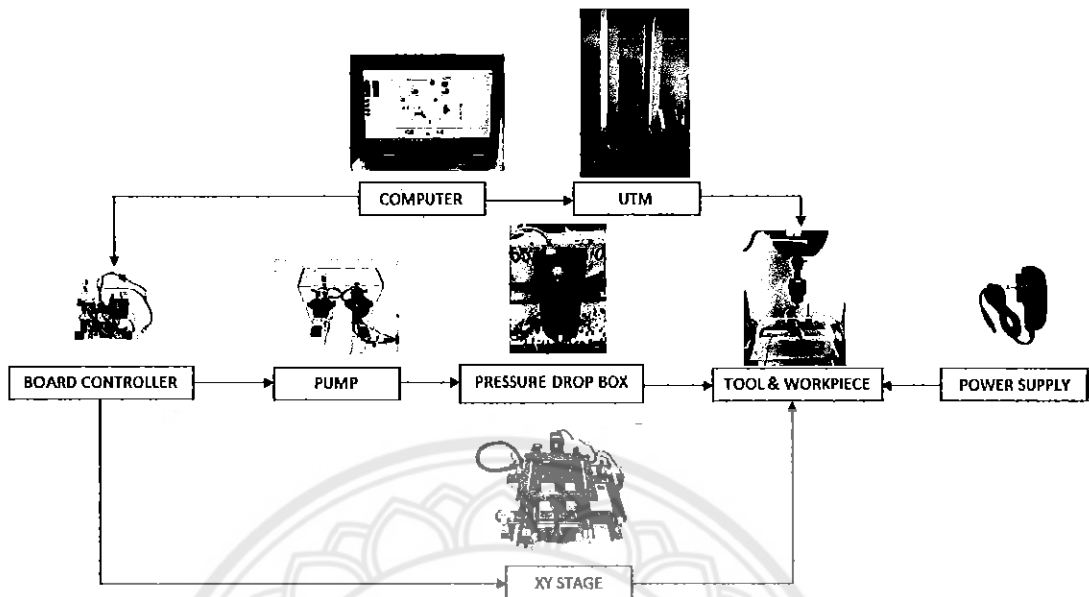 COMPUTER
UTM
BOARD CONTROLLER
PUMP
PRESSURE DROP BOX
TOOL & WORKPIECE
POWER SUPPLY
XY STAGE